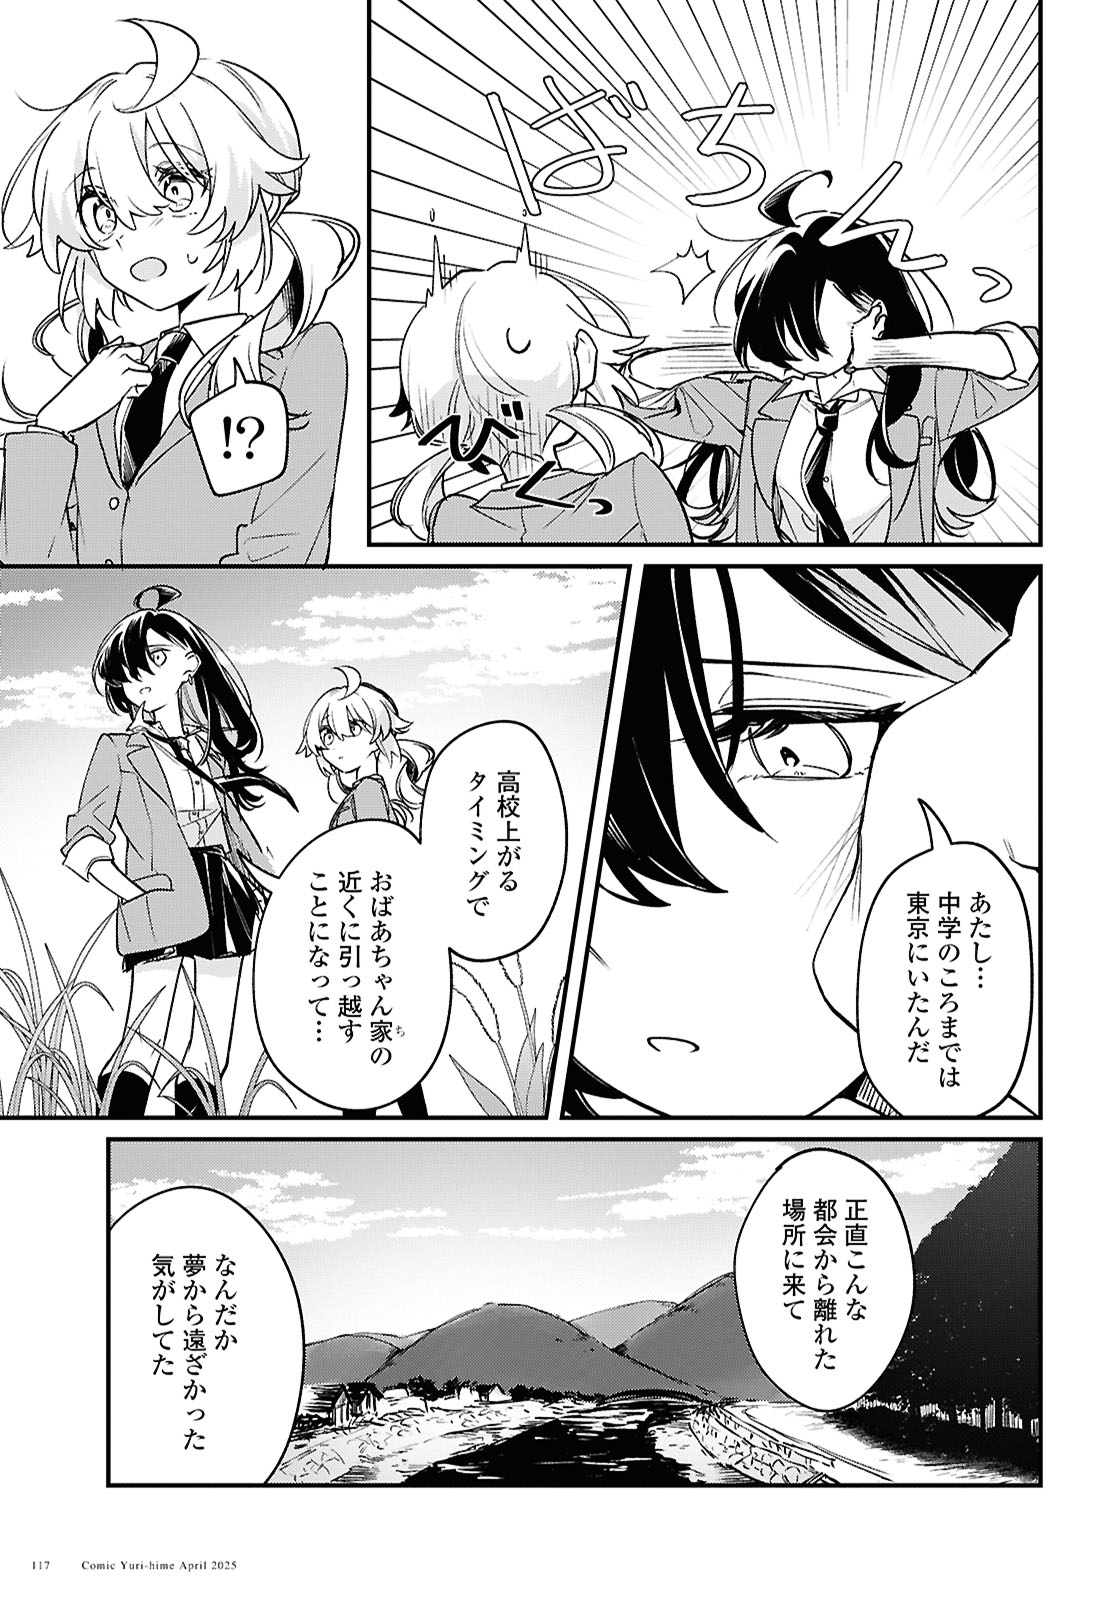 ばちんっ
びくっ
!?
あたし…
中学のころまでは
東京にいたんだ
高校上がる
タイミングで
おばあちゃん家の
ち
近くに引っ越す
ことになって…
正直こんな
都会から離れた
場所に来て
なんだか
夢から遠ざかった
気がしてた
117 Comic Yuri-hime April 2025